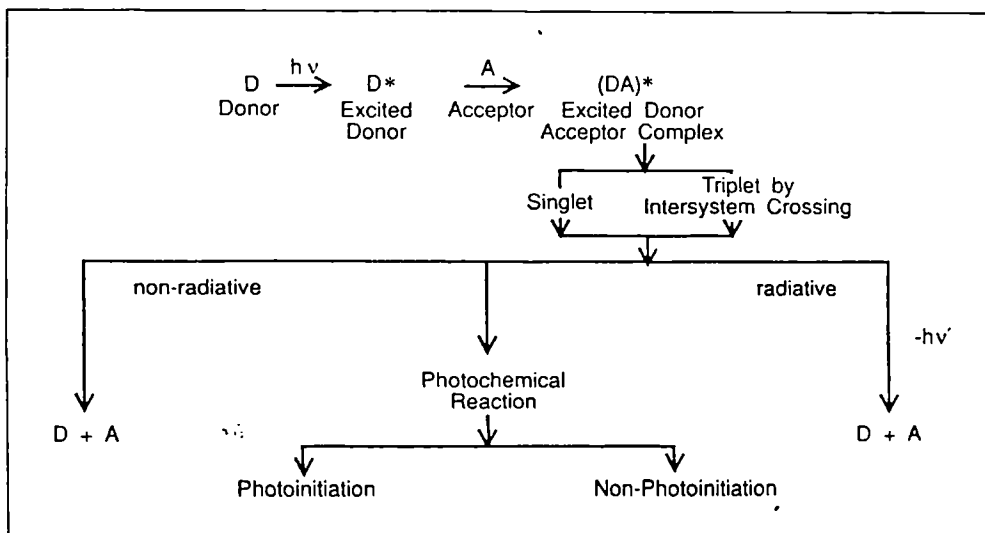 hν A
D D* (DA)*
Donor Excited Acceptor Excited Donor
Donor Acceptor Complex
Triplet by
Singlet Intersystem Crossing
non-radiative radiative
-hν′
Photochemical
Reaction
D + A D + A
Photoinitiation Non-Photoinitiation